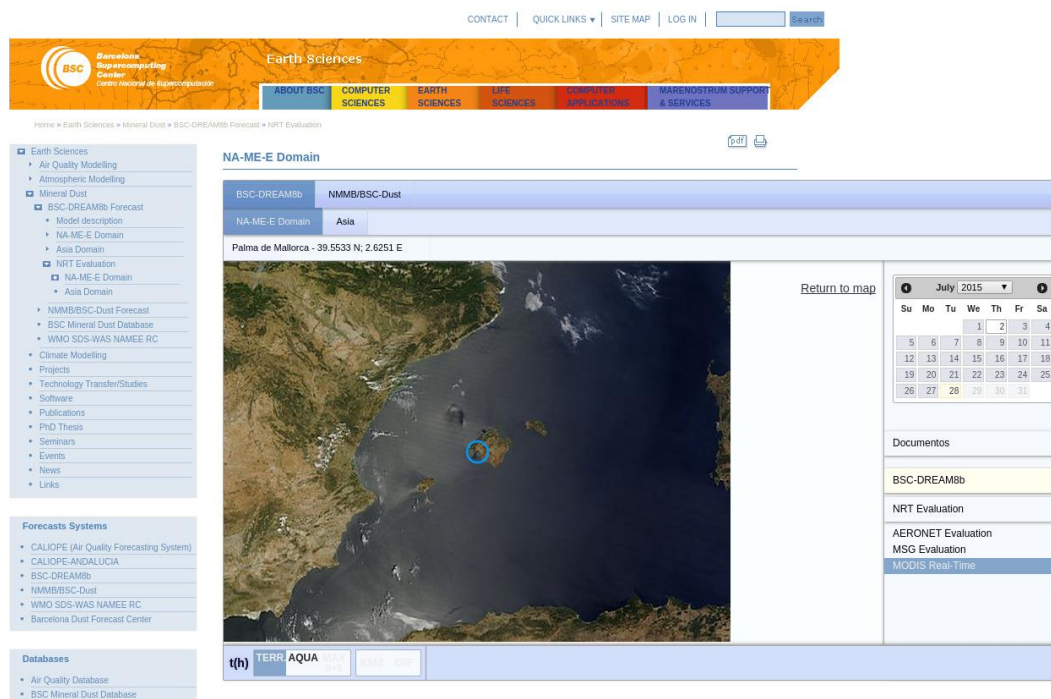 CONTACT QUICK LINKS ▼ SITE MAP LOG IN Search
BSC
Barcelona
Supercomputing
Center
Centro Nacional de Supercomputación
Earth Sciences
ABOUT BSC
COMPUTER SCIENCES
EARTH SCIENCES
LIFE SCIENCES
COMPUTER APPLICATIONS
MARENOSTRUM SUPPORT & SERVICES
Home » Earth Sciences » Mineral Dust » BSC-DREAM8b Forecast » NRT Evaluation
Earth Sciences
Air Quality Modelling
Atmospheric Modelling
Mineral Dust
BSC-DREAM8b Forecast
Model description
NA-ME-E Domain
Asia Domain
NRT Evaluation
NA-ME-E Domain
Asia Domain
NMMB/BSC-Dust Forecast
BSC Mineral Dust Database
WMO SDS-WAS NAMEE RC
Climate Modelling
Projects
Technology Transfer/Studies
Software
Publications
PhD Thesis
Seminars
Events
News
Links
Forecasts Systems
CALIOPE (Air Quality Forecasting System)
CALIOPE-ANDALUCIA
BSC-DREAM8b
NMMB/BSC-Dust
WMO SDS-WAS NAMEE RC
Barcelona Dust Forecast Center
Databases
Air Quality Database
BSC Mineral Dust Database
pdf
NA-ME-E Domain
BSC-DREAM8b NMMB/BSC-Dust
NA-ME-E Domain Asia
Palma de Mallorca - 39.5533 N; 2.6251 E
Return to map
July 2015 ▼
Su Mo Tu We Th Fr Sa
1 2 3 4
5 6 7 8 9 10 11
12 13 14 15 16 17 18
19 20 21 22 23 24 25
26 27 28 29 30 31
Documentos
BSC-DREAM8b
NRT Evaluation
AERONET Evaluation
MSG Evaluation
MODIS Real-Time
t(h) TERR. AQUA MAX KMZ GIF